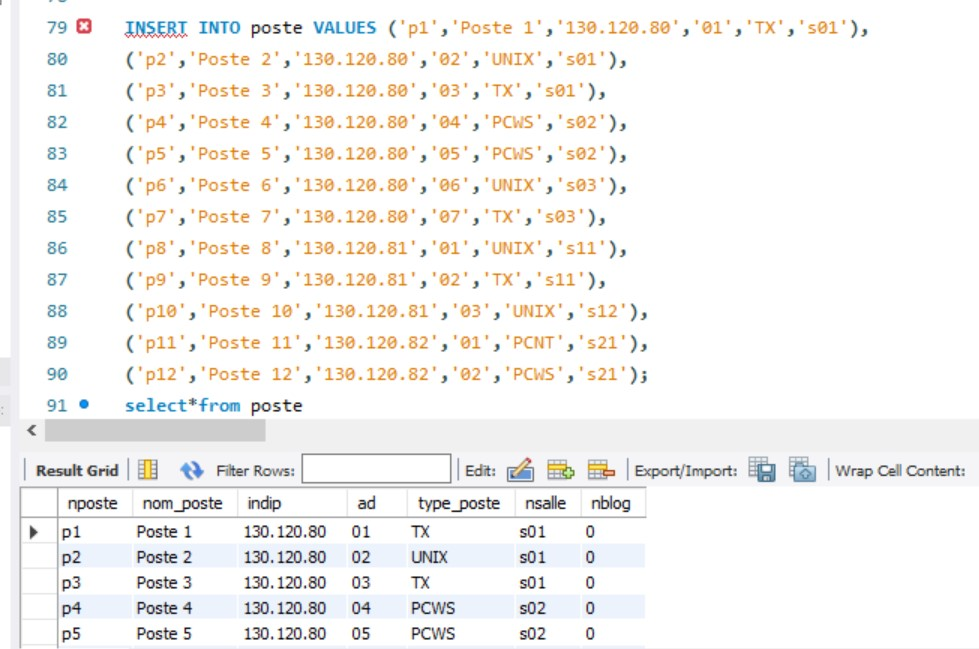 79 INSERT INTO poste VALUES ('p1','Poste 1','130.120.80','01','TX','s01'),
80 ('p2','Poste 2','130.120.80','02','UNIX','s01'),
81 ('p3','Poste 3','130.120.80','03','TX','s01'),
82 ('p4','Poste 4','130.120.80','04','PCWS','s02'),
83 ('p5','Poste 5','130.120.80','05','PCWS','s02'),
84 ('p6','Poste 6','130.120.80','06','UNIX','s03'),
85 ('p7','Poste 7','130.120.80','07','TX','s03'),
86 ('p8','Poste 8','130.120.81','01','UNIX','s11'),
87 ('p9','Poste 9','130.120.81','02','TX','s11'),
88 ('p10','Poste 10','130.120.81','03','UNIX','s12'),
89 ('p11','Poste 11','130.120.82','01','PCNT','s21'),
90 ('p12','Poste 12','130.120.82','02','PCWS','s21');
91 select*from poste
Result Grid Filter Rows: Edit: Export/Import: Wrap Cell Content:
nposte nom_poste indip ad type_poste nsalle nblog
p1 Poste 1 130.120.80 01 TX s01 0
p2 Poste 2 130.120.80 02 UNIX s01 0
p3 Poste 3 130.120.80 03 TX s01 0
p4 Poste 4 130.120.80 04 PCWS s02 0
p5 Poste 5 130.120.80 05 PCWS s02 0